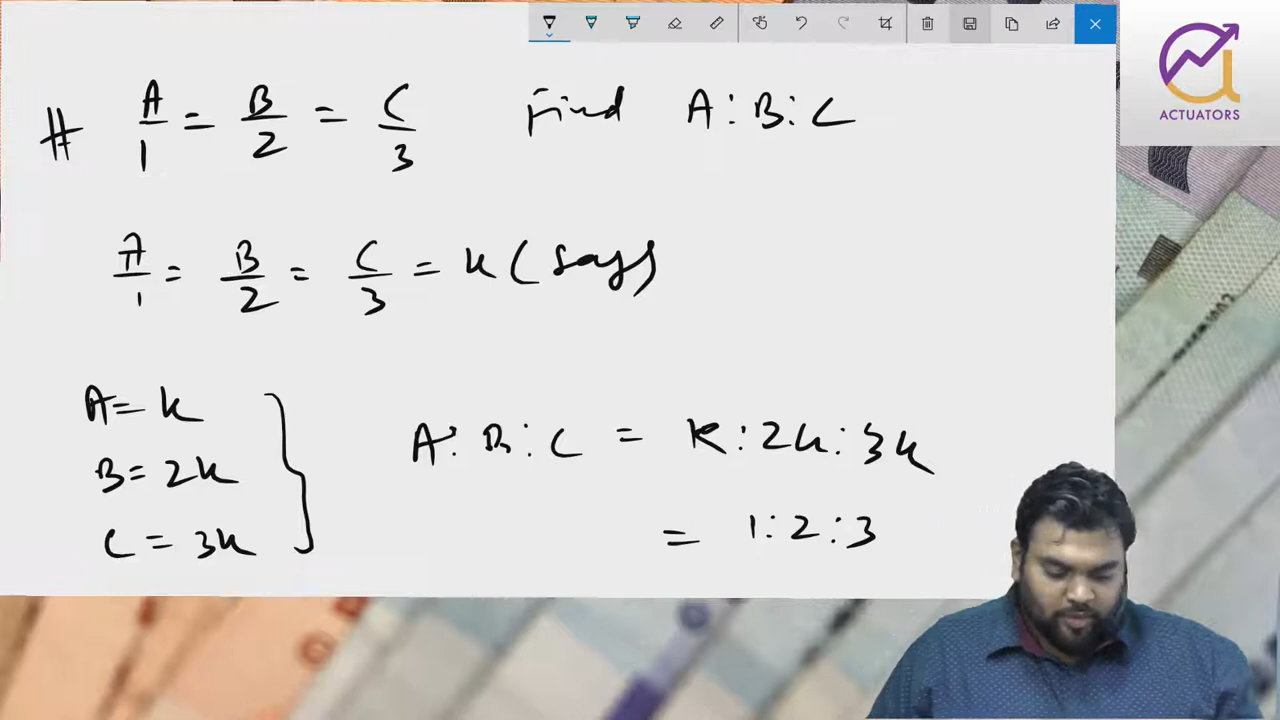 # A/1 = B/2 = C/3 Find A:B:C
A/1 = B/2 = C/3 = k (say)
A = k
B = 2k
C = 3k
A:B:C = k:2k:3k
= 1:2:3
ACTUATORS